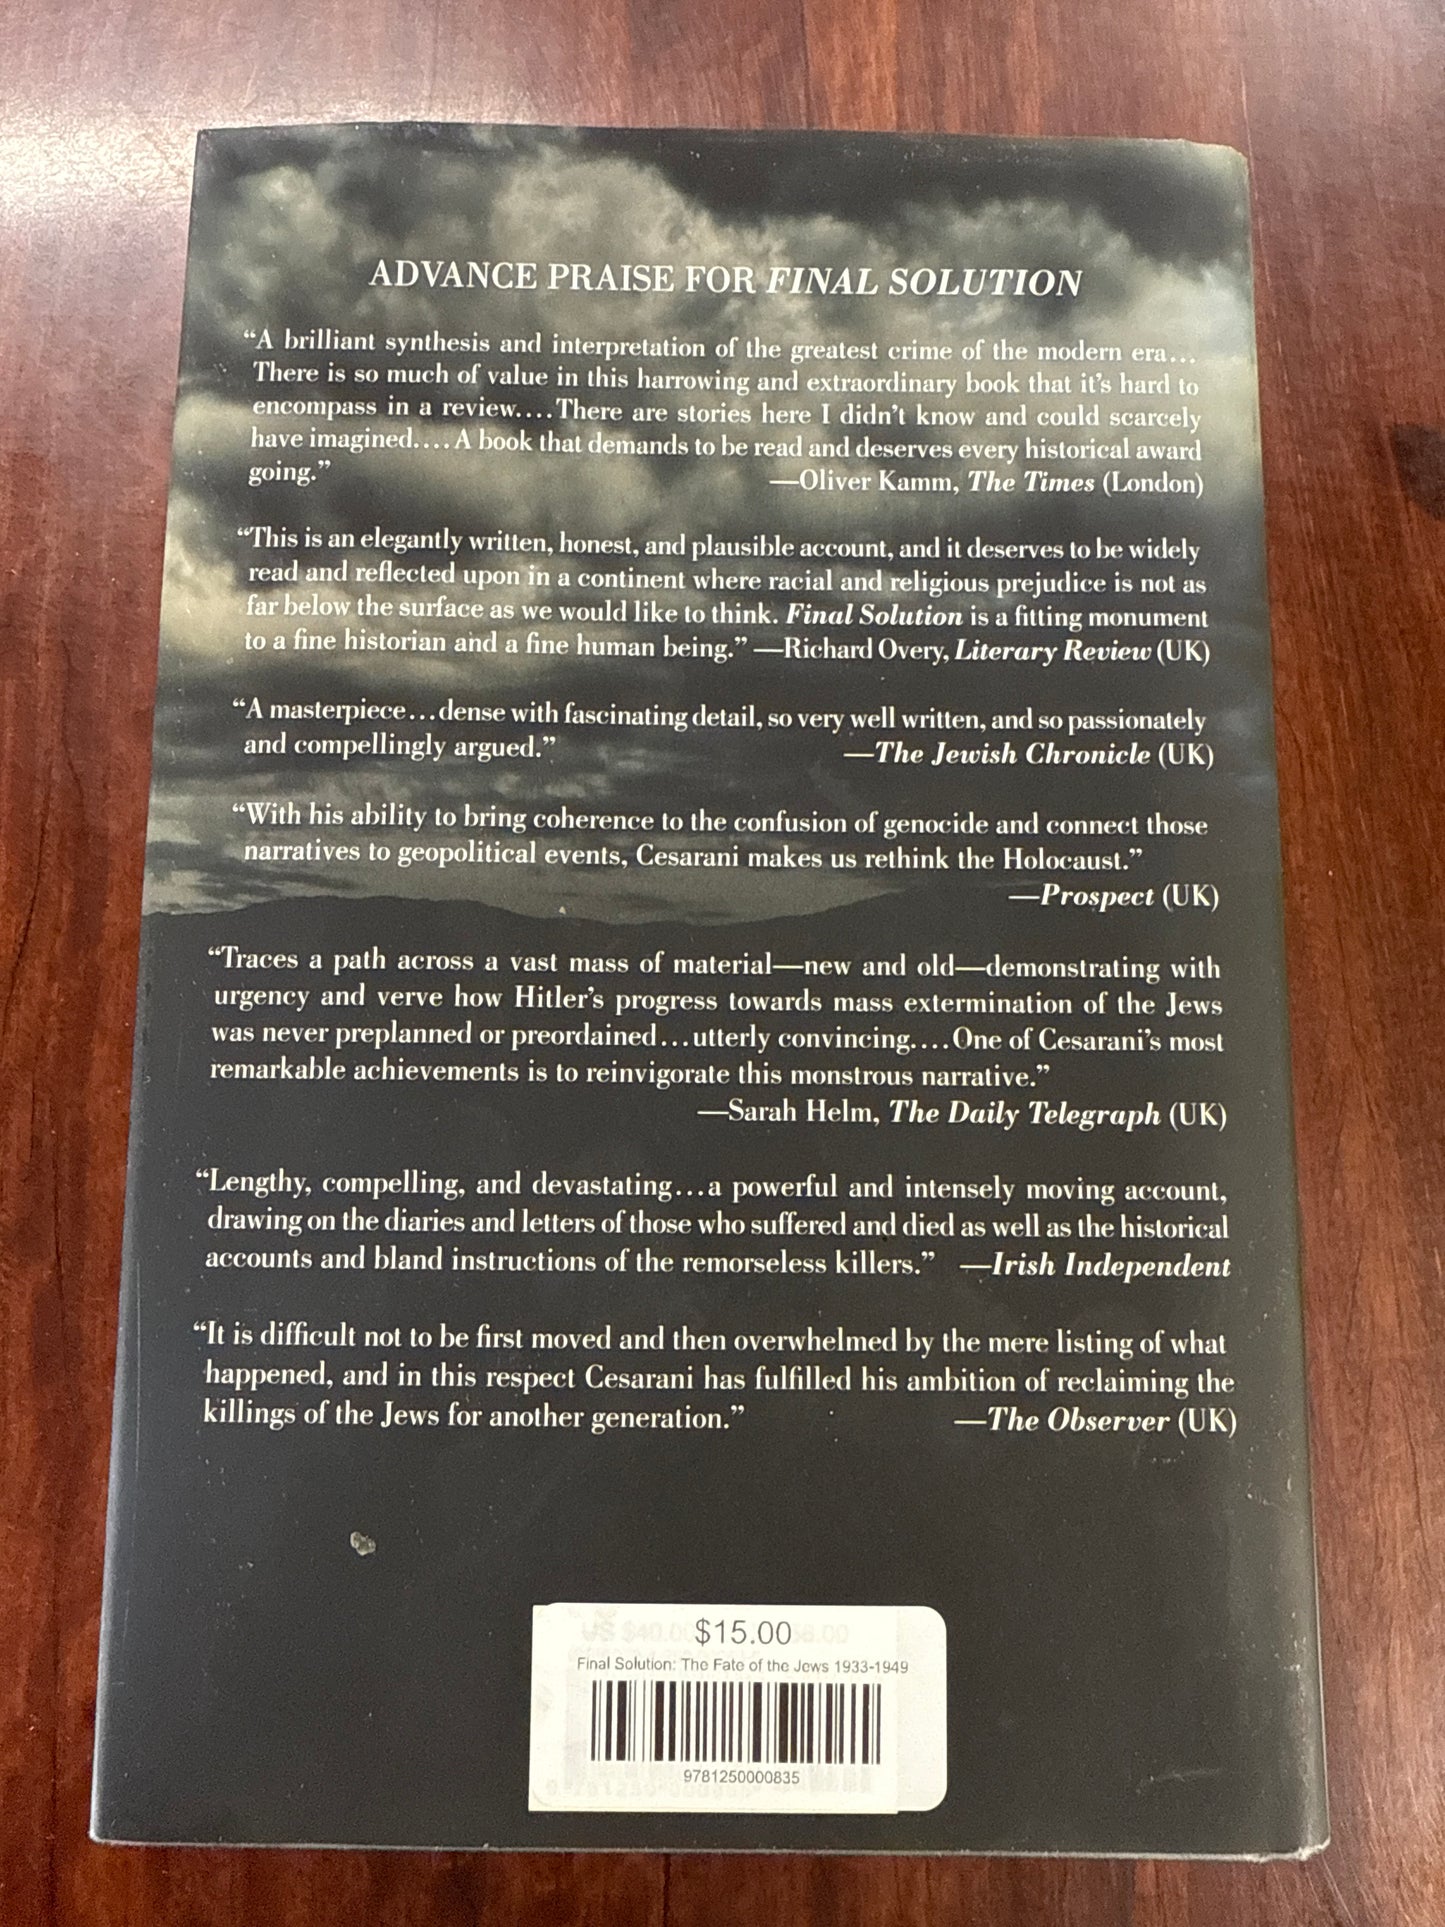 ADVANCE PRAISE FOR FINAL SOLUTION
“A brilliant synthesis and interpretation of the greatest crime of the modern era...
There is so much of value in this harrowing and extraordinary book that it’s hard to
encompass in a review....There are stories here I didn’t know and could scarcely
have imagined....A book that demands to be read and deserves every historical award
going.” —Oliver Kamm, The Times (London)
“This is an elegantly written, honest, and plausible account, and it deserves to be widely
read and reflected upon in a continent where racial and religious prejudice is not as
far below the surface as we would like to think. Final Solution is a fitting monument
to a fine historian and a fine human being.” —Richard Overy, Literary Review (UK)
“A masterpiece...dense with fascinating detail, so very well written, and so passionately
and compellingly argued.” —The Jewish Chronicle (UK)
“With his ability to bring coherence to the confusion of genocide and connect those
narratives to geopolitical events, Cesarani makes us rethink the Holocaust.”
—Prospect (UK)
“Traces a path across a vast mass of material—new and old—demonstrating with
urgency and verve how Hitler’s progress towards mass extermination of the Jews
was never preplanned or preordained...utterly convincing....One of Cesarani’s most
remarkable achievements is to reinvigorate this monstrous narrative.”
—Sarah Helm, The Daily Telegraph (UK)
“Lengthy, compelling, and devastating...a powerful and intensely moving account,
drawing on the diaries and letters of those who suffered and died as well as the historical
accounts and bland instructions of the remorseless killers.” —Irish Independent
“It is difficult not to be first moved and then overwhelmed by the mere listing of what
happened, and in this respect Cesarani has fulfilled his ambition of reclaiming the
killings of the Jews for another generation.” —The Observer (UK)
US $40.00 $15.00
Final Solution: The Fate of the Jews 1933-1949
9781250000835